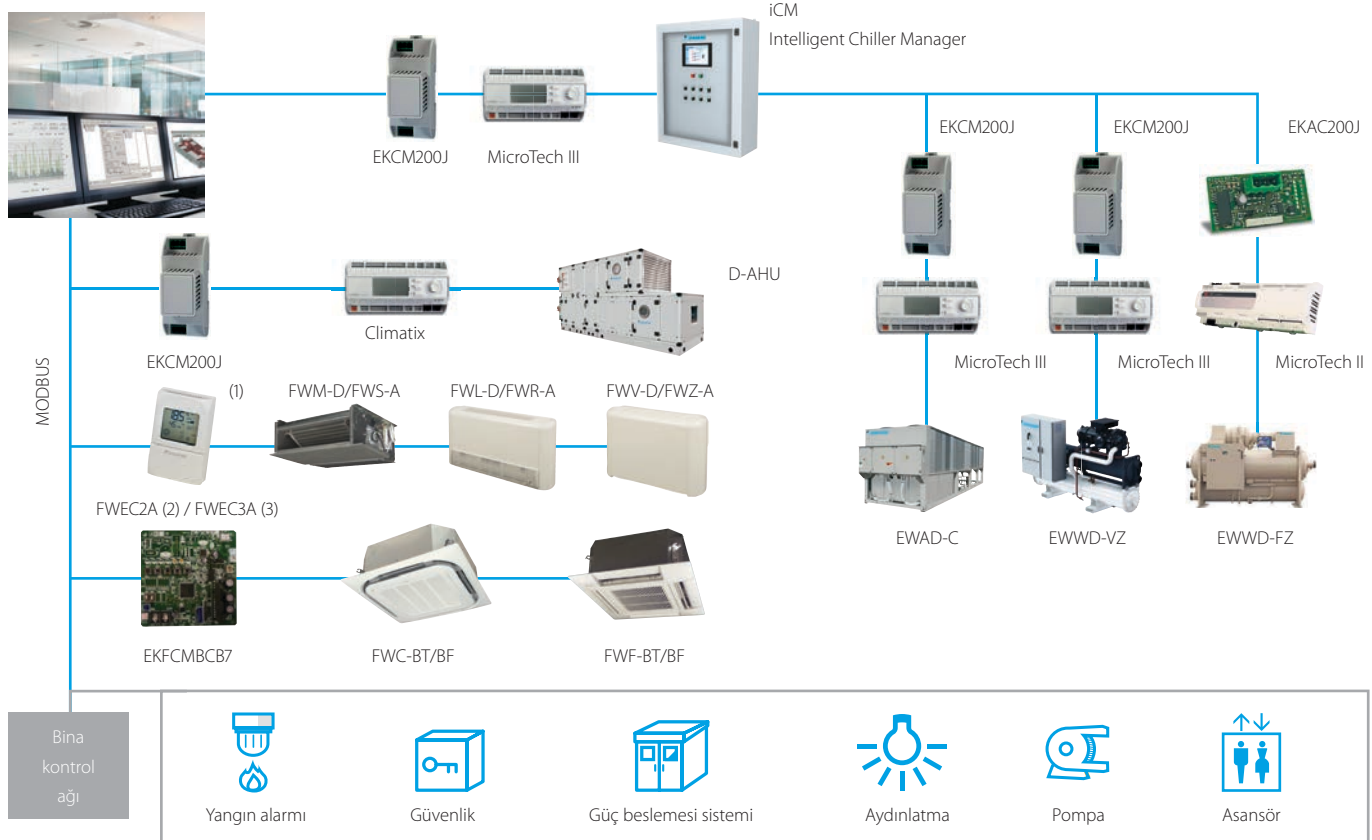 iCM
Intelligent Chiller Manager
EKCM200J
MicroTech III
EKCM200J
EKCM200J
EKAC200J
D-AHU
Climatix
EKCM200J
MicroTech III
MicroTech III
MicroTech II
MODBUS
(1)
FWM-D/FWS-A
FWL-D/FWR-A
FWV-D/FWZ-A
FWEC2A (2) / FWEC3A (3)
EWAD-C
EWWD-VZ
EWWD-FZ
EKFCMBCB7
FWC-BT/BF
FWF-BT/BF
Bina
kontrol
ağı
Yangın alarmı
Güvenlik
Güç beslemesi sistemi
Aydınlatma
Pompa
Asansör